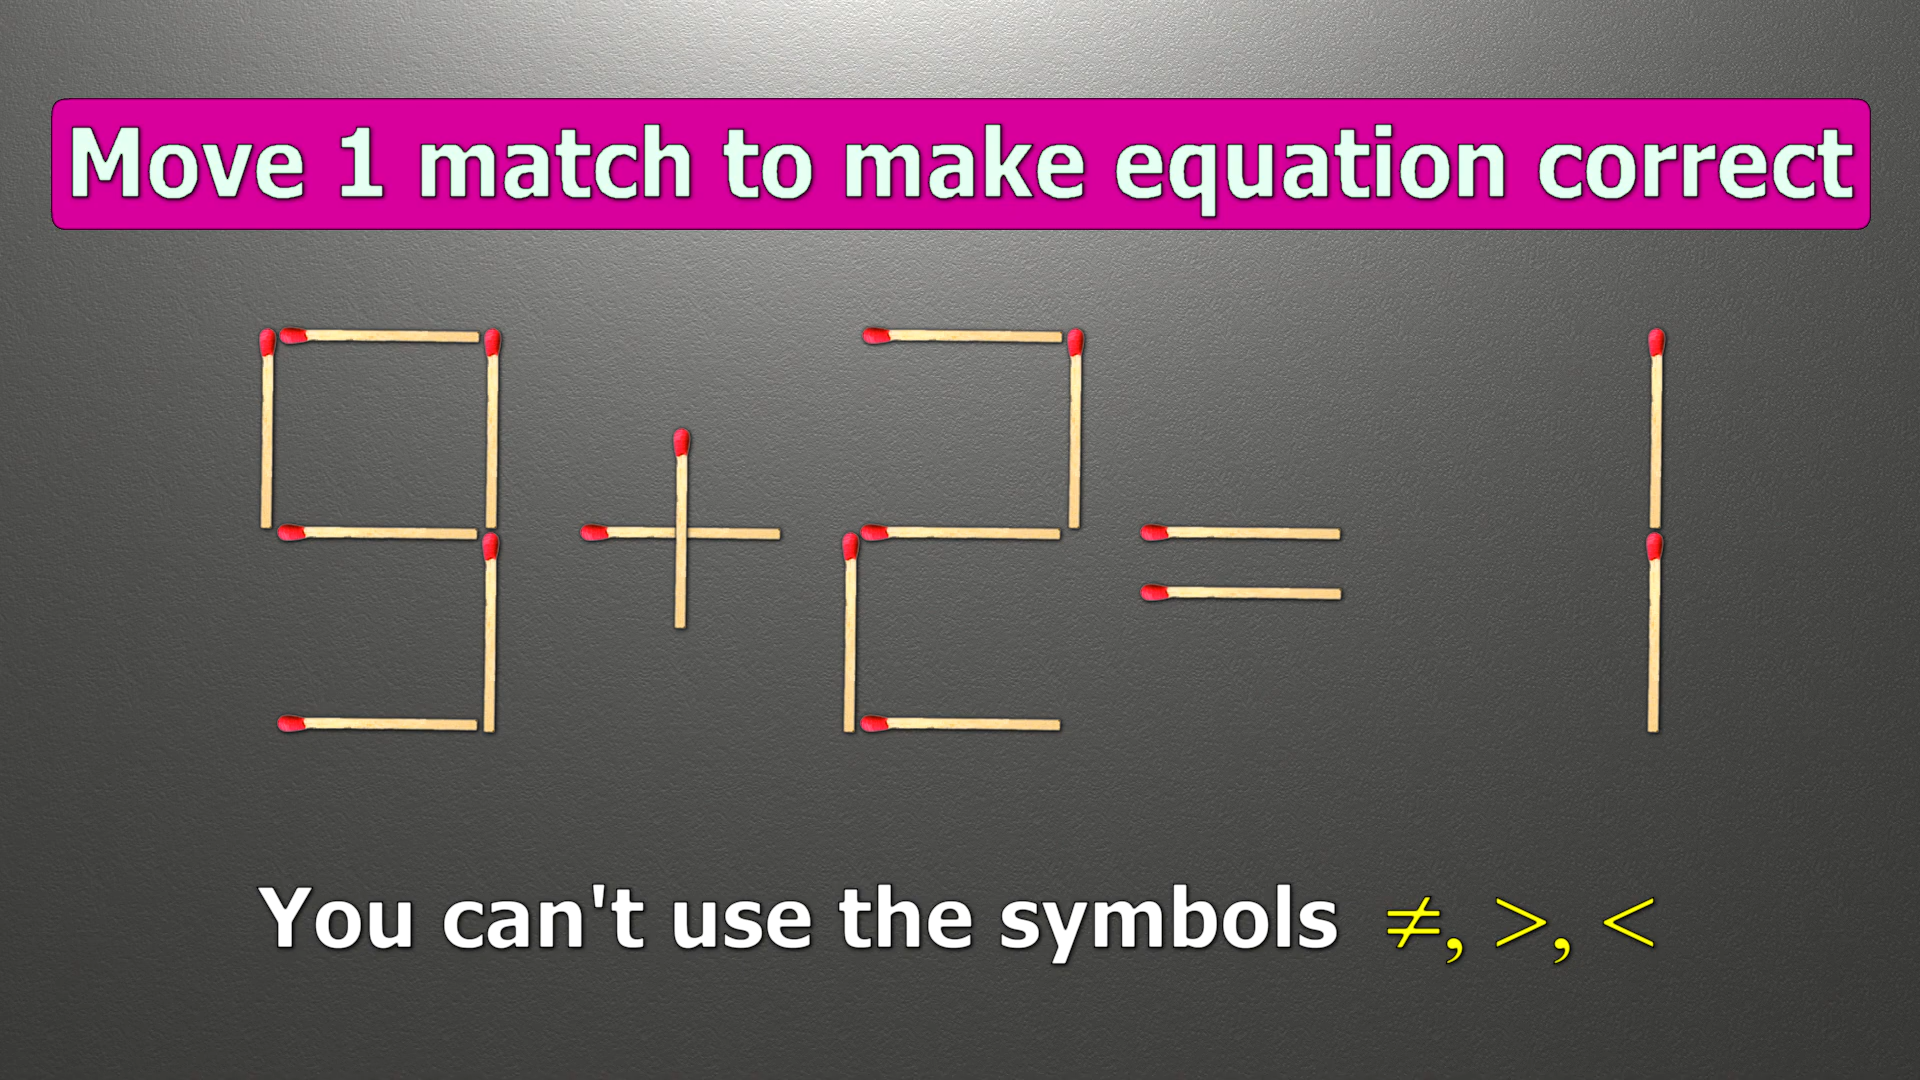 Move 1 match to make equation correct
9+2=1
You can't use the symbols ≠, >, <